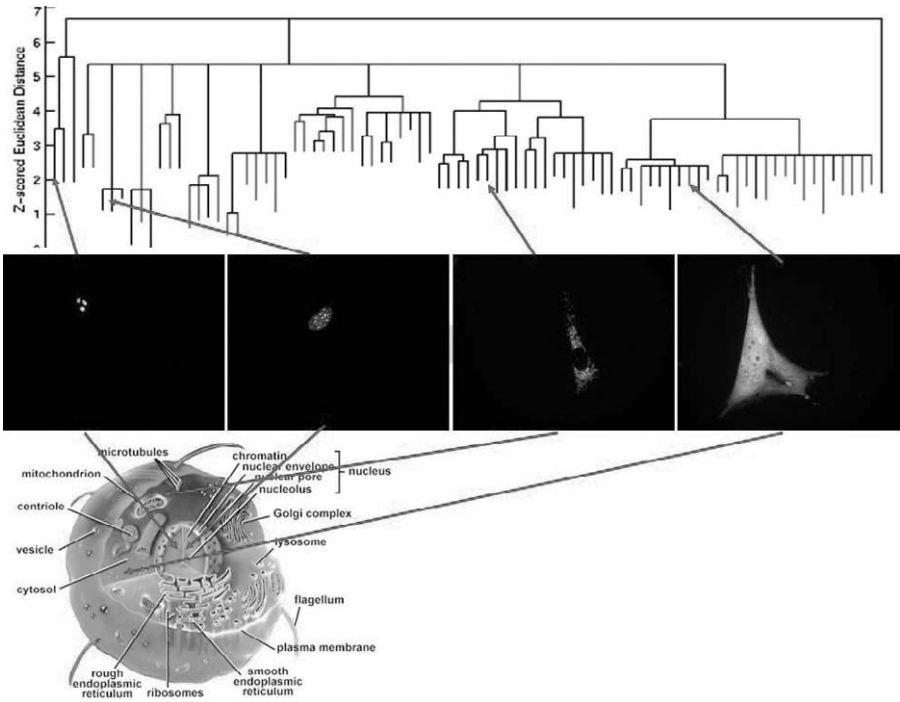 7
6
5
4
3
2
1
Z-scored Euclidean Distance
microtubules
chromatin
nuclear envelope
nuclear pore
nucleolus
nucleus
mitochondrion
centriole
Golgi complex
lysosome
vesicle
cytosol
flagellum
plasma membrane
rough
endoplasmic
reticulum
ribosomes
smooth
endoplasmic
reticulum